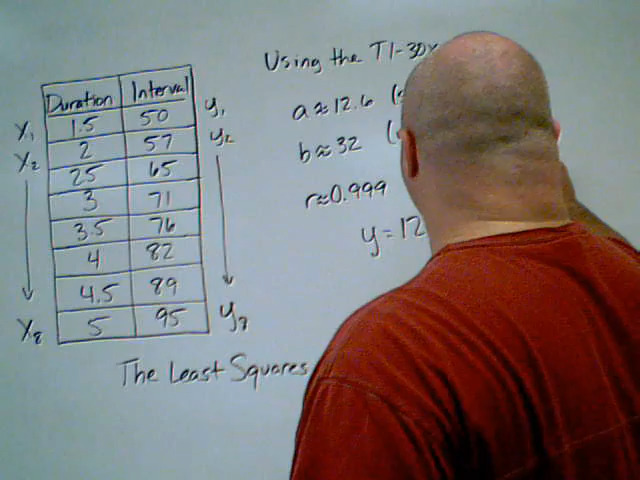 Using the TI-30x
Duration Interval y₁
x₁ 1.5 50 y₂
x₂ 2 57
25 65
3 71
3.5 76
4 82
4.5 89
x₈ 5 95 y₈
a≈12.6 (
b≈32 (
r≈0.999
y=12
The Least Squares